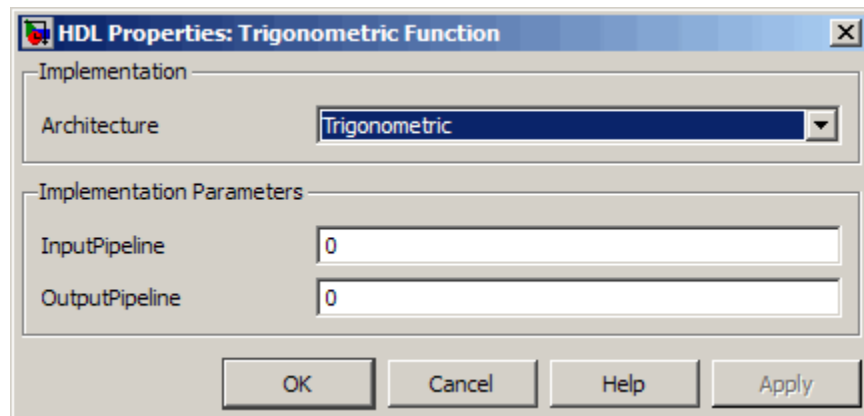 HDL Properties: Trigonometric Function
Implementation
Architecture Trigonometric
Implementation Parameters
InputPipeline 0
OutputPipeline 0
OK Cancel Help Apply